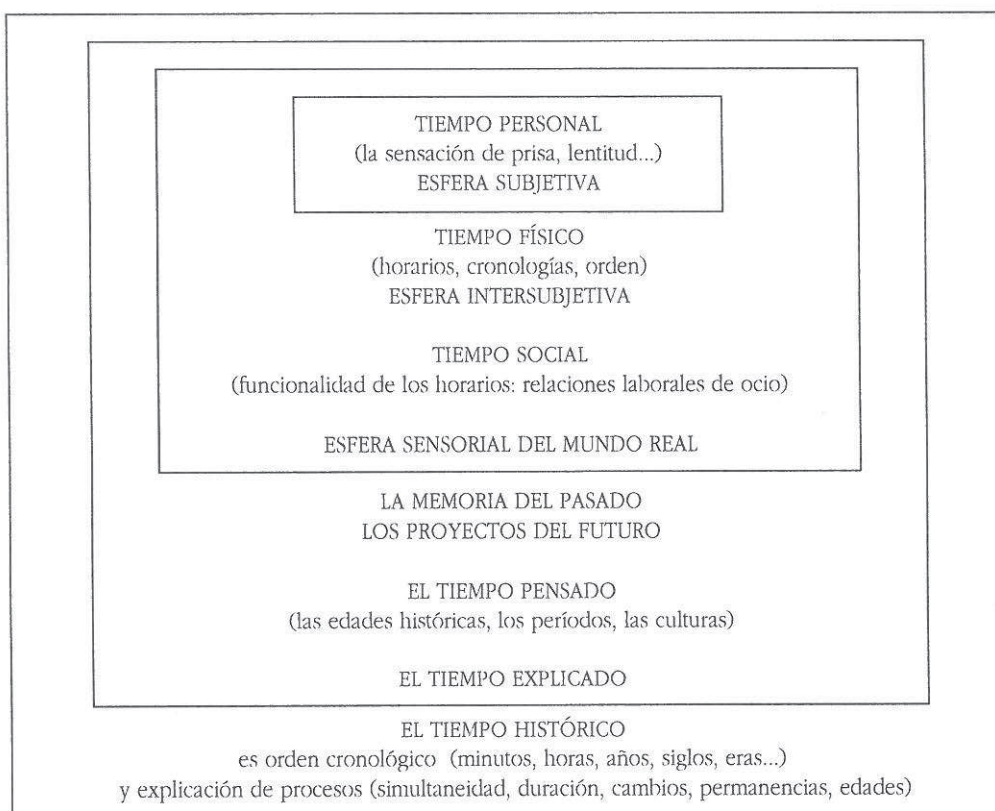 TIEMPO PERSONAL
(la sensación de prisa, lentitud...)
ESFERA SUBJETIVA
TIEMPO FÍSICO
(horarios, cronologías, orden)
ESFERA INTERSUBJETIVA
TIEMPO SOCIAL
(funcionalidad de los horarios: relaciones laborales de ocio)
ESFERA SENSORIAL DEL MUNDO REAL
LA MEMORIA DEL PASADO
LOS PROYECTOS DEL FUTURO
EL TIEMPO PENSADO
(las edades históricas, los períodos, las culturas)
EL TIEMPO EXPLICADO
EL TIEMPO HISTÓRICO
es orden cronológico (minutos, horas, años, siglos, eras...)
y explicación de procesos (simultaneidad, duración, cambios, permanencias, edades)